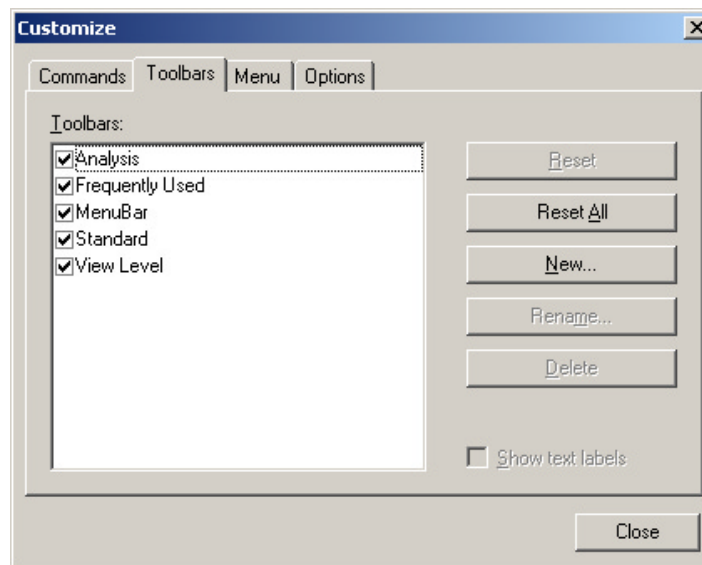 Customize
Commands Toolbars Menu Options
Toolbars:
Analysis
Frequently Used
MenuBar
Standard
View Level
Reset
Reset All
New...
Rename...
Delete
Show text labels
Close